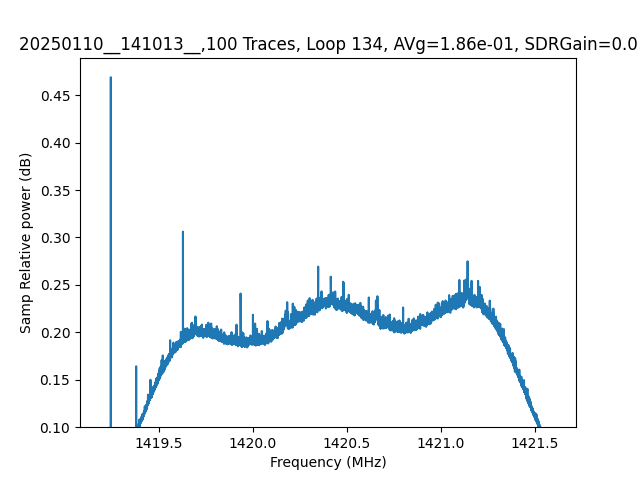 20250110__141013__,100 Traces, Loop 134, AVg=1.86e-01, SDRGain=0.0
0.45
0.40
0.35
0.30
0.25
0.20
0.15
0.10
Samp Relative power (dB)
1419.5 1420.0 1420.5 1421.0 1421.5
Frequency (MHz)